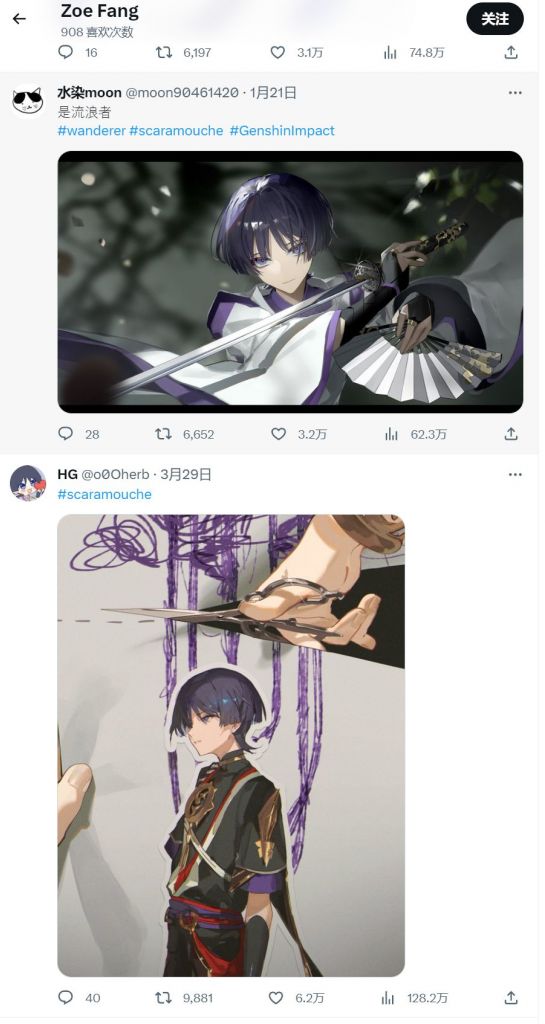 Zoe Fang
908 喜欢次数
关注
16 6,197 3.1万 74.8万
水染moon @moon90461420 · 1月21日
是流浪者
#wanderer #scaramouche #GenshinImpact
28 6,652 3.2万 62.3万
HG @o0Oherb · 3月29日
#scaramouche
40 9,881 6.2万 128.2万